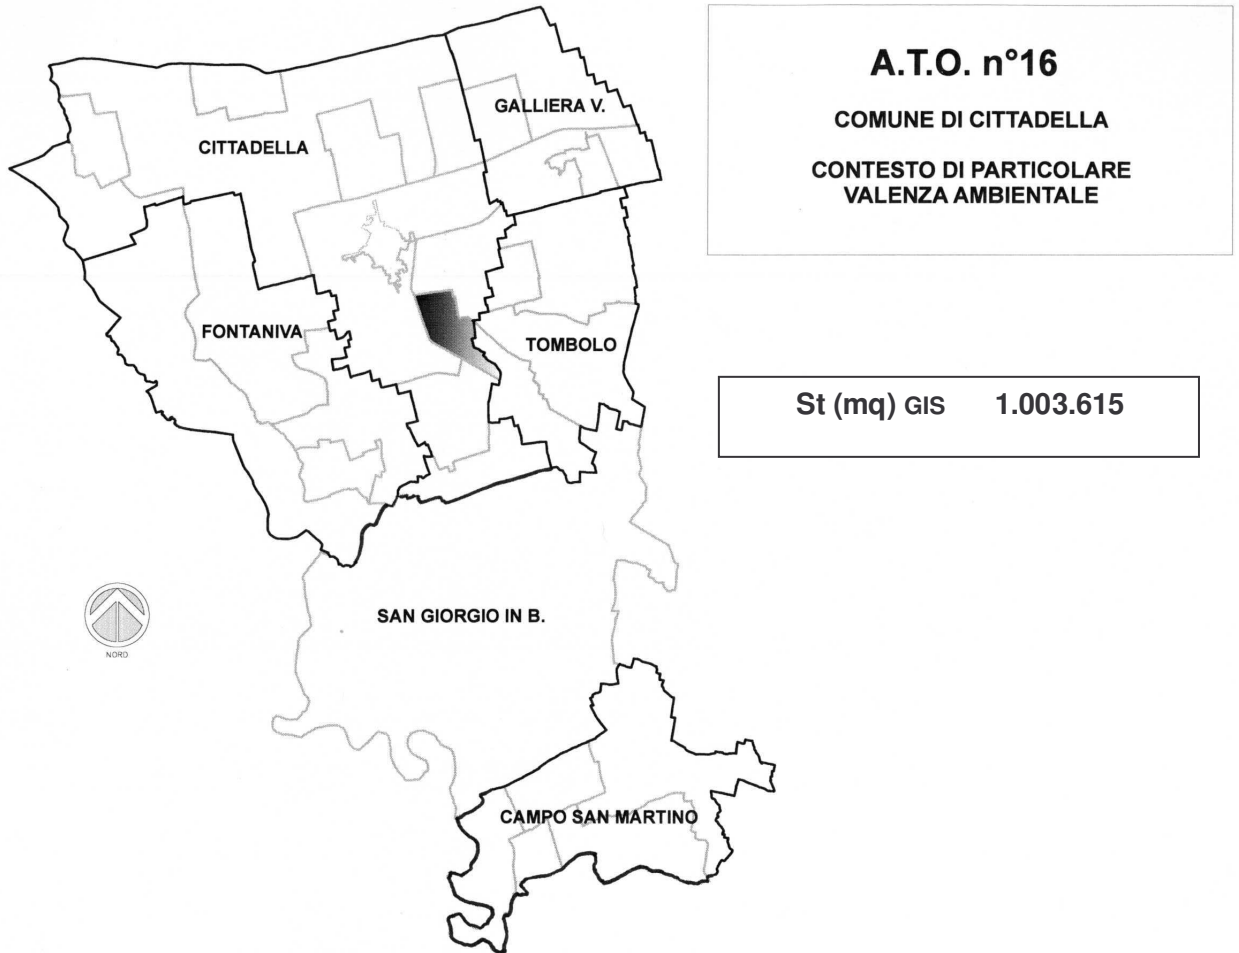 A.T.O. n°16
COMUNE DI CITTADELLA
CONTESTO DI PARTICOLARE
VALENZA AMBIENTALE
GALLIERA V.
CITTADELLA
FONTANIVA
TOMBOLO
St (mq) GIS 1.003.615
SAN GIORGIO IN B.
NORD
CAMPO SAN MARTINO